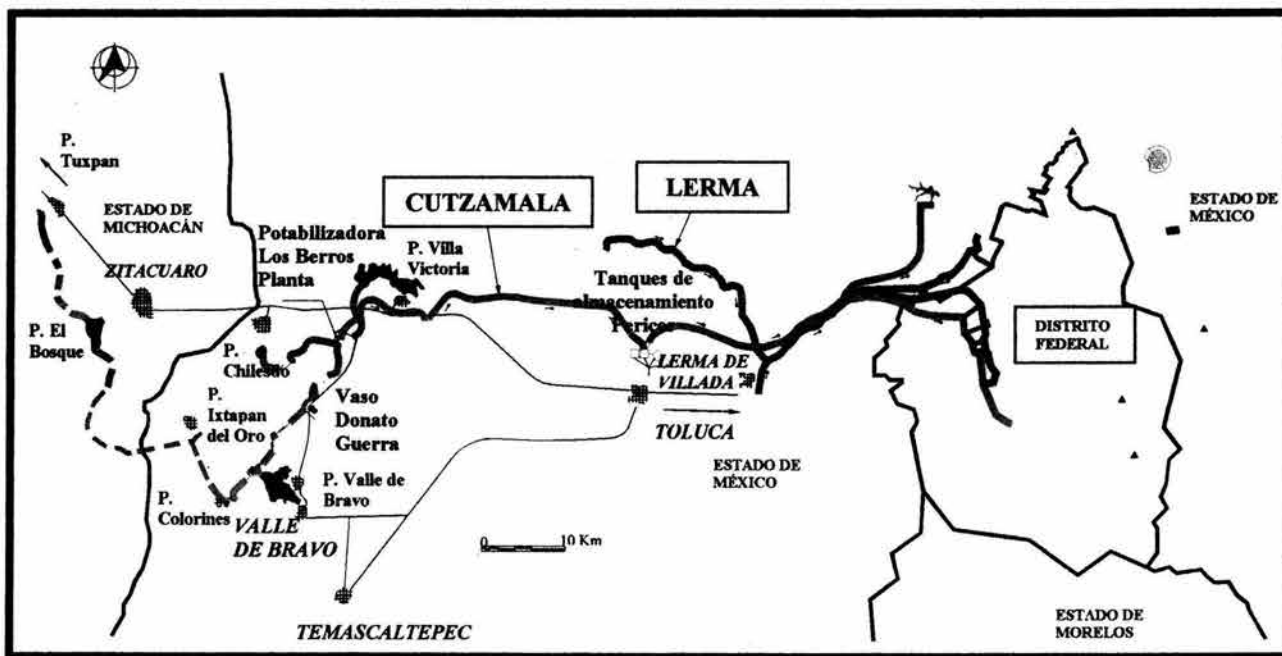 P.
Tuxpan
ESTADO DE
MICHOACÁN
ZITACUARO
P. El
Bosque
Potabilizadora
Los Berros
Planta
P. Villa
Victoria
CUTZAMALA
LERMA
Tanques de
almacenamiento
Pericos
P.
Chilesdo
P.
Ixtapan
del Oro
Vaso
Donato
Guerra
P.
Colorines
P. Valle de
Bravo
VALLE
DE BRAVO
TEMASCALTEPEC
LERMA DE
VILLADA
TOLUCA
ESTADO DE
MÉXICO
0 10 Km
DISTRITO
FEDERAL
ESTADO DE
MÉXICO
ESTADO DE
MORELOS